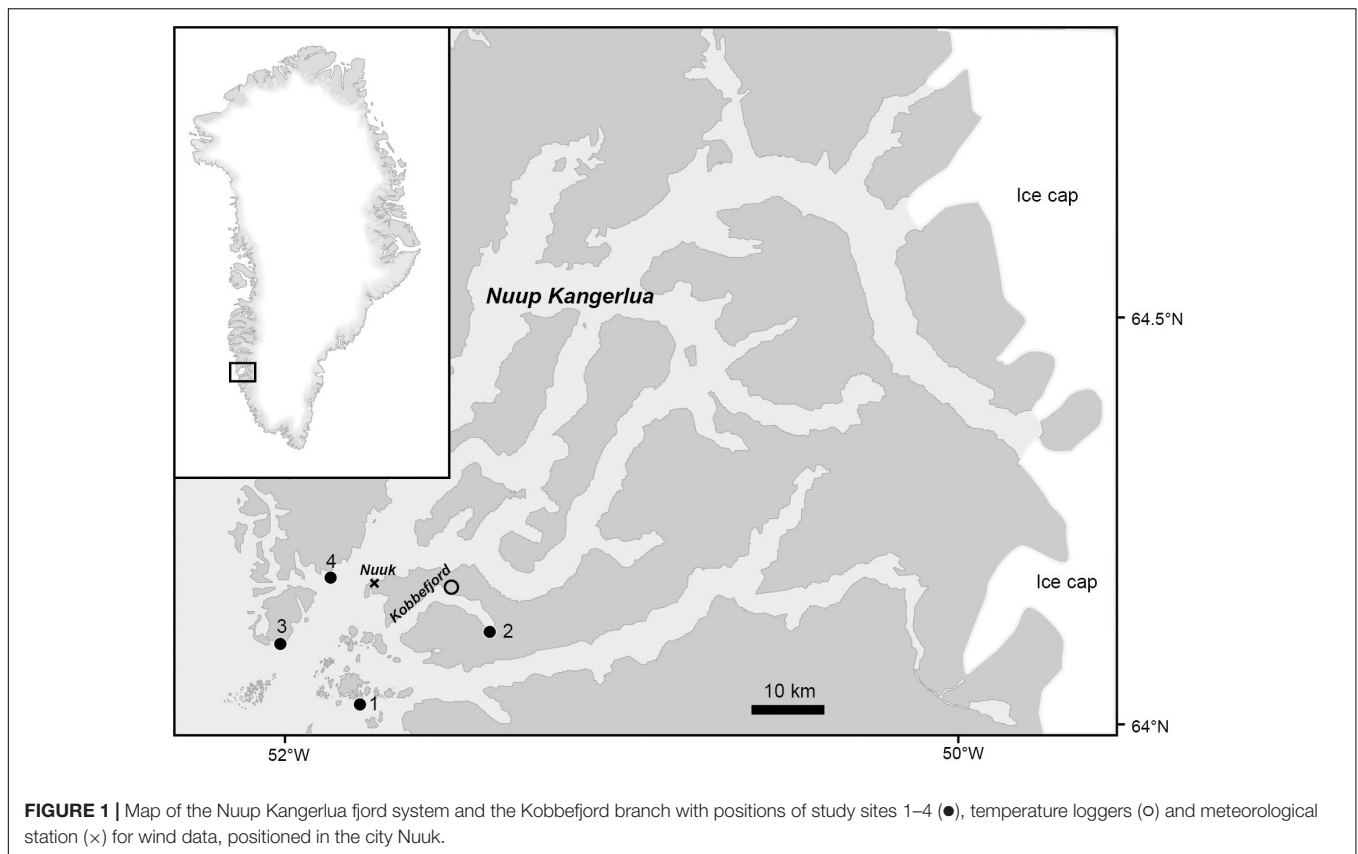 Ice cap
Nuup Kangerlua
64.5°N
4
Nuuk
×
Kobbefjord
Ice cap
3
2
1
10 km
64°N
52°W
50°W
FIGURE 1 | Map of the Nuup Kangerlua fjord system and the Kobbefjord branch with positions of study sites 1–4 (●), temperature loggers (○) and meteorological
station (×) for wind data, positioned in the city Nuuk.